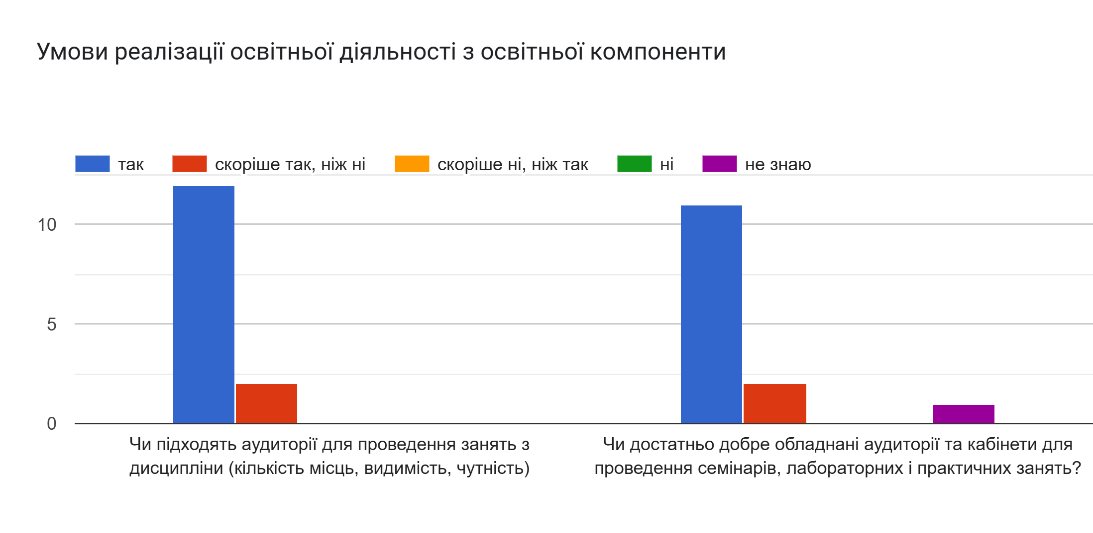 Умови реалізації освітньої діяльності з освітньої компоненти
так скоріше так, ніж ні скоріше ні, ніж так ні не знаю
10
5
0
Чи підходять аудиторії для проведення занять з
дисципліни (кількість місць, видимість, чутність)
Чи достатньо добре обладнані аудиторії та кабінети для
проведення семінарів, лабораторних і практичних занять?